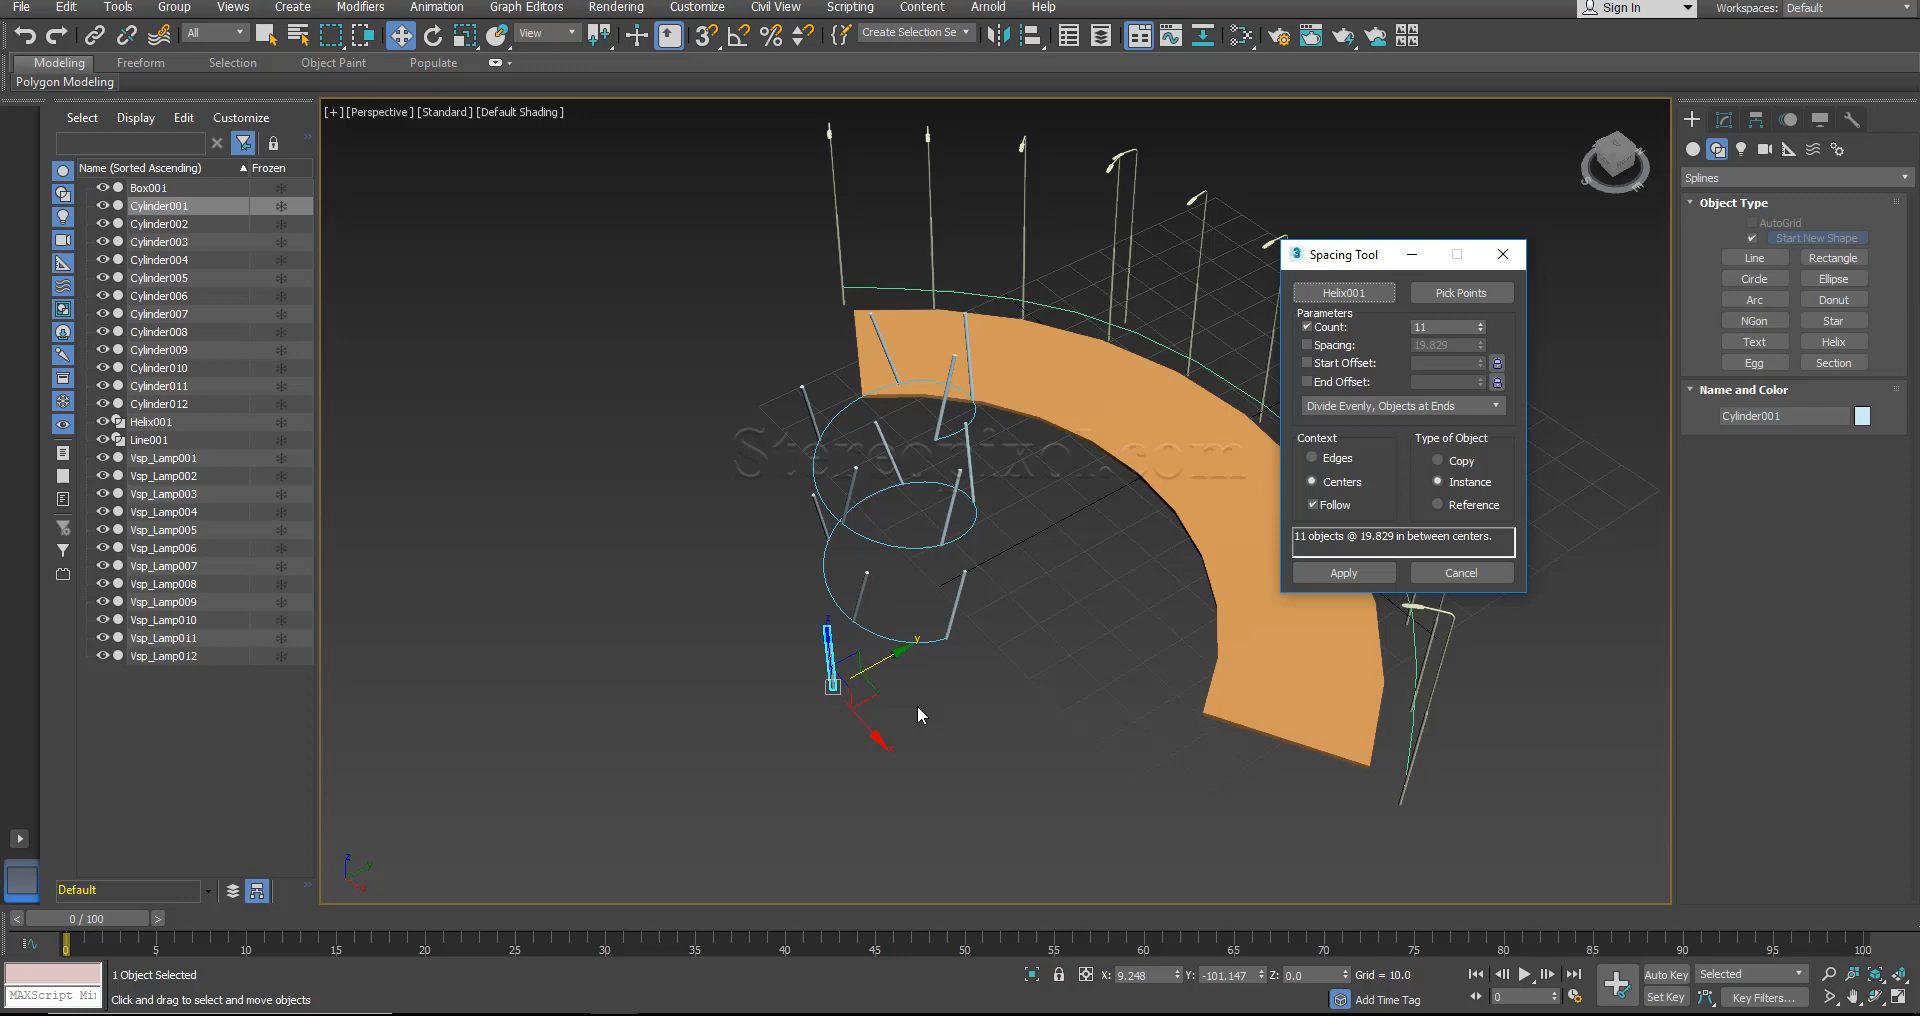 File Edit Tools Group Views Create Modifiers Animation Graph Editors Rendering Customize Civil View Scripting Content Arnold Help Sign In Workspaces: Default
All View Create Selection Se
Modeling Freeform Selection Object Paint Populate
Polygon Modeling
Select Display Edit Customize
Name (Sorted Ascending) Frozen
Box001
Cylinder001
Cylinder002
Cylinder003
Cylinder004
Cylinder005
Cylinder006
Cylinder007
Cylinder008
Cylinder009
Cylinder010
Cylinder011
Cylinder012
Helix001
Line001
Vsp_Lamp001
Vsp_Lamp002
Vsp_Lamp003
Vsp_Lamp004
Vsp_Lamp005
Vsp_Lamp006
Vsp_Lamp007
Vsp_Lamp008
Vsp_Lamp009
Vsp_Lamp010
Vsp_Lamp011
Vsp_Lamp012
Default
[+] [Perspective] [Standard] [Default Shading]
Stereopixol.com
z y x
z y x
Spacing Tool
Helix001 Pick Points
Parameters
Count: 11
Spacing: 19.829
Start Offset:
End Offset:
Divide Evenly, Objects at Ends
Context Type of Object
Edges Copy
Centers Instance
Follow Reference
11 objects @ 19.829 in between centers.
Apply Cancel
Splines
Object Type
AutoGrid
Start New Shape
Line Rectangle
Circle Ellipse
Arc Donut
NGon Star
Text Helix
Egg Section
Name and Color
Cylinder001
< 0 / 100 >
0 5 10 15 20 25 30 35 40 45 50 55 60 65 70 75 80 85 90 95 100
1 Object Selected X: 9.248 Y: -101.147 Z: 0.0 Grid = 10.0 Auto Key Selected
MAXScript Mi Click and drag to select and move objects Add Time Tag 0 Set Key Key Filters...